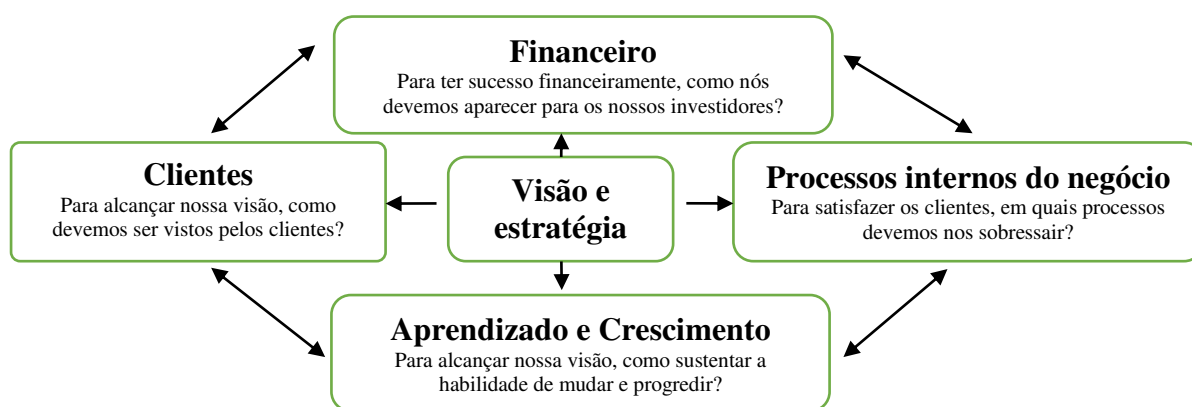 Financeiro
Para ter sucesso financeiramente, como nós
devemos aparecer para os nossos investidores?
Clientes
Para alcançar nossa visão, como
devemos ser vistos pelos clientes?
Visão e
estratégia
Processos internos do negócio
Para satisfazer os clientes, em quais processos
devemos nos sobressair?
Aprendizado e Crescimento
Para alcançar nossa visão, como sustentar a
habilidade de mudar e progredir?